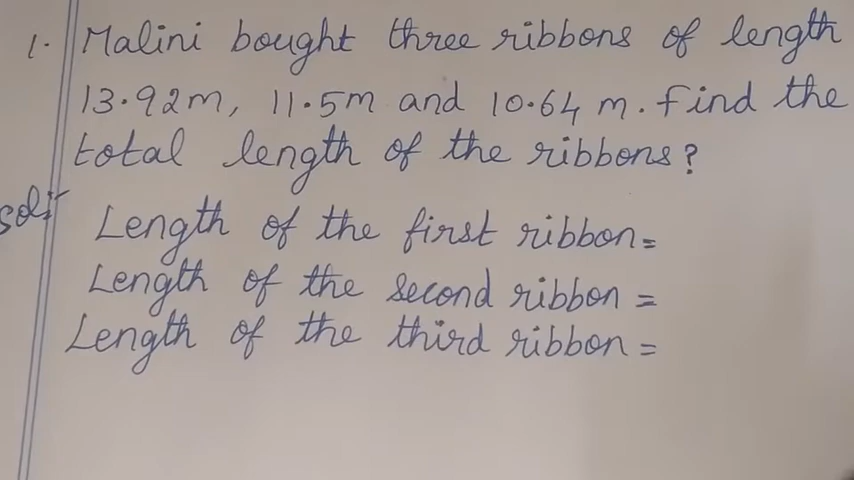 1. Malini bought three ribbons of length
13.92m, 11.5m and 10.64 m. Find the
total length of the ribbons?
Sol:-
Length of the first ribbon=
Length of the second ribbon =
Length of the third ribbon =